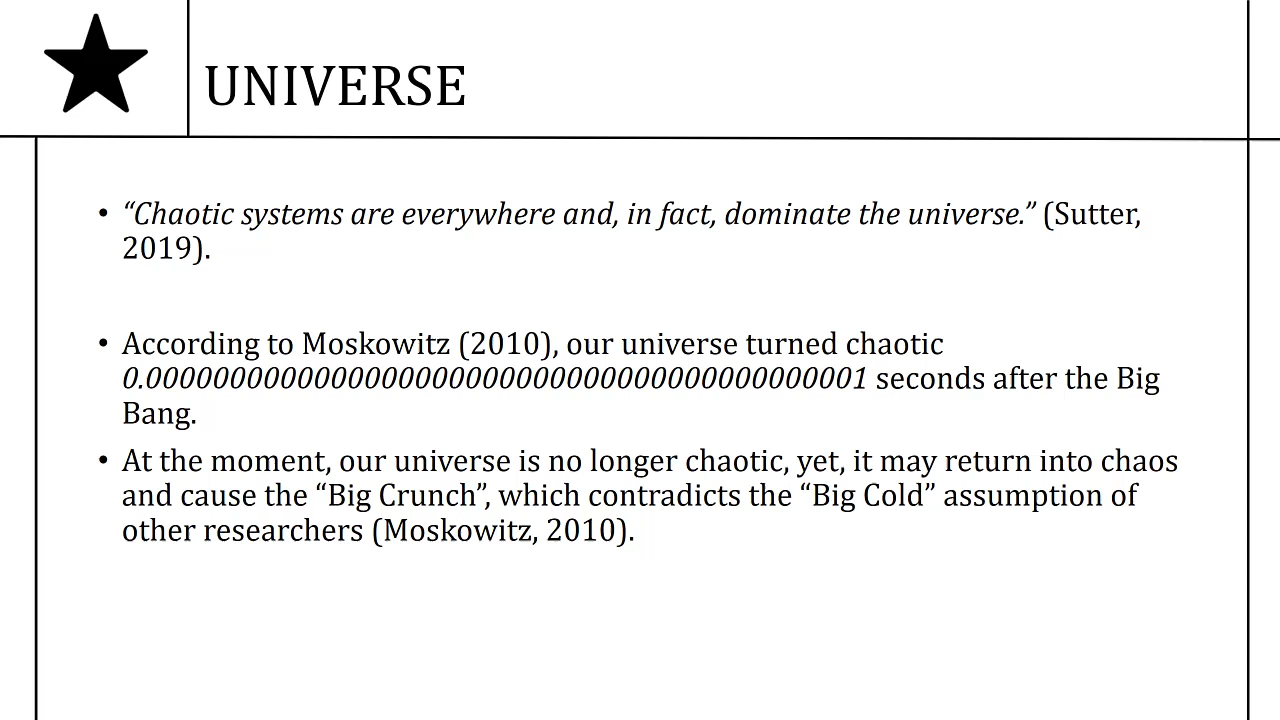 UNIVERSE
• “Chaotic systems are everywhere and, in fact, dominate the universe.” (Sutter,
2019).
• According to Moskowitz (2010), our universe turned chaotic
0.0000000000000000000000000000000000000000001 seconds after the Big
Bang.
• At the moment, our universe is no longer chaotic, yet, it may return into chaos
and cause the “Big Crunch”, which contradicts the “Big Cold” assumption of
other researchers (Moskowitz, 2010).